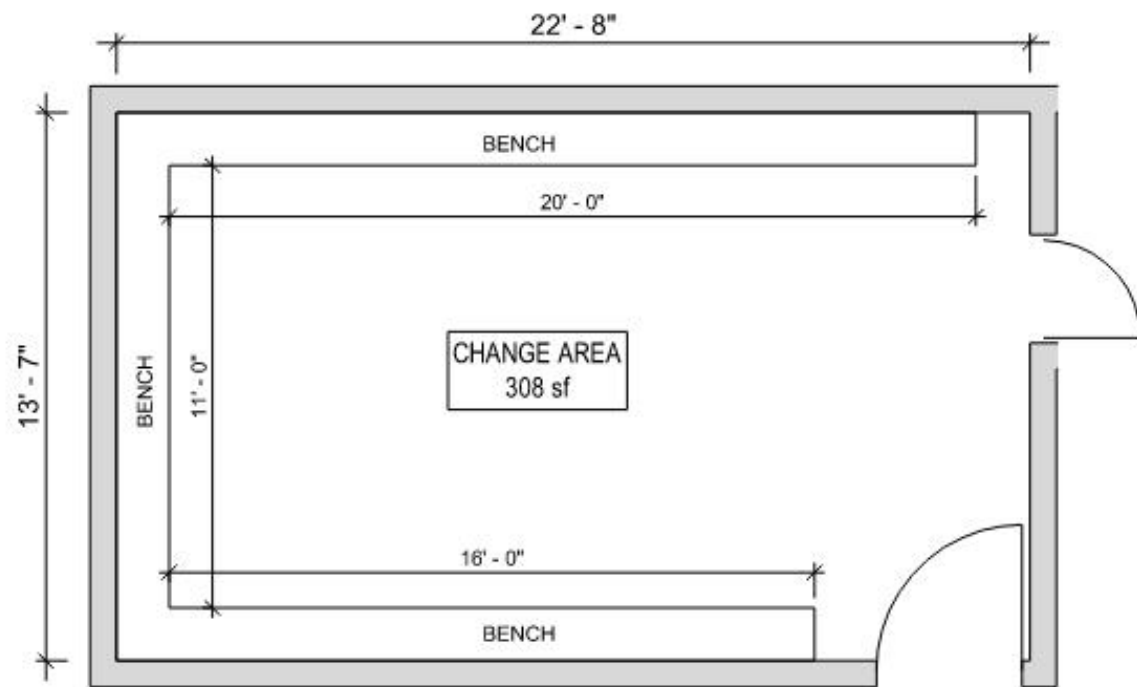 22' - 8"
BENCH
20' - 0"
13' - 7"
BENCH
11' - 0"
CHANGE AREA
308 sf
16' - 0"
BENCH